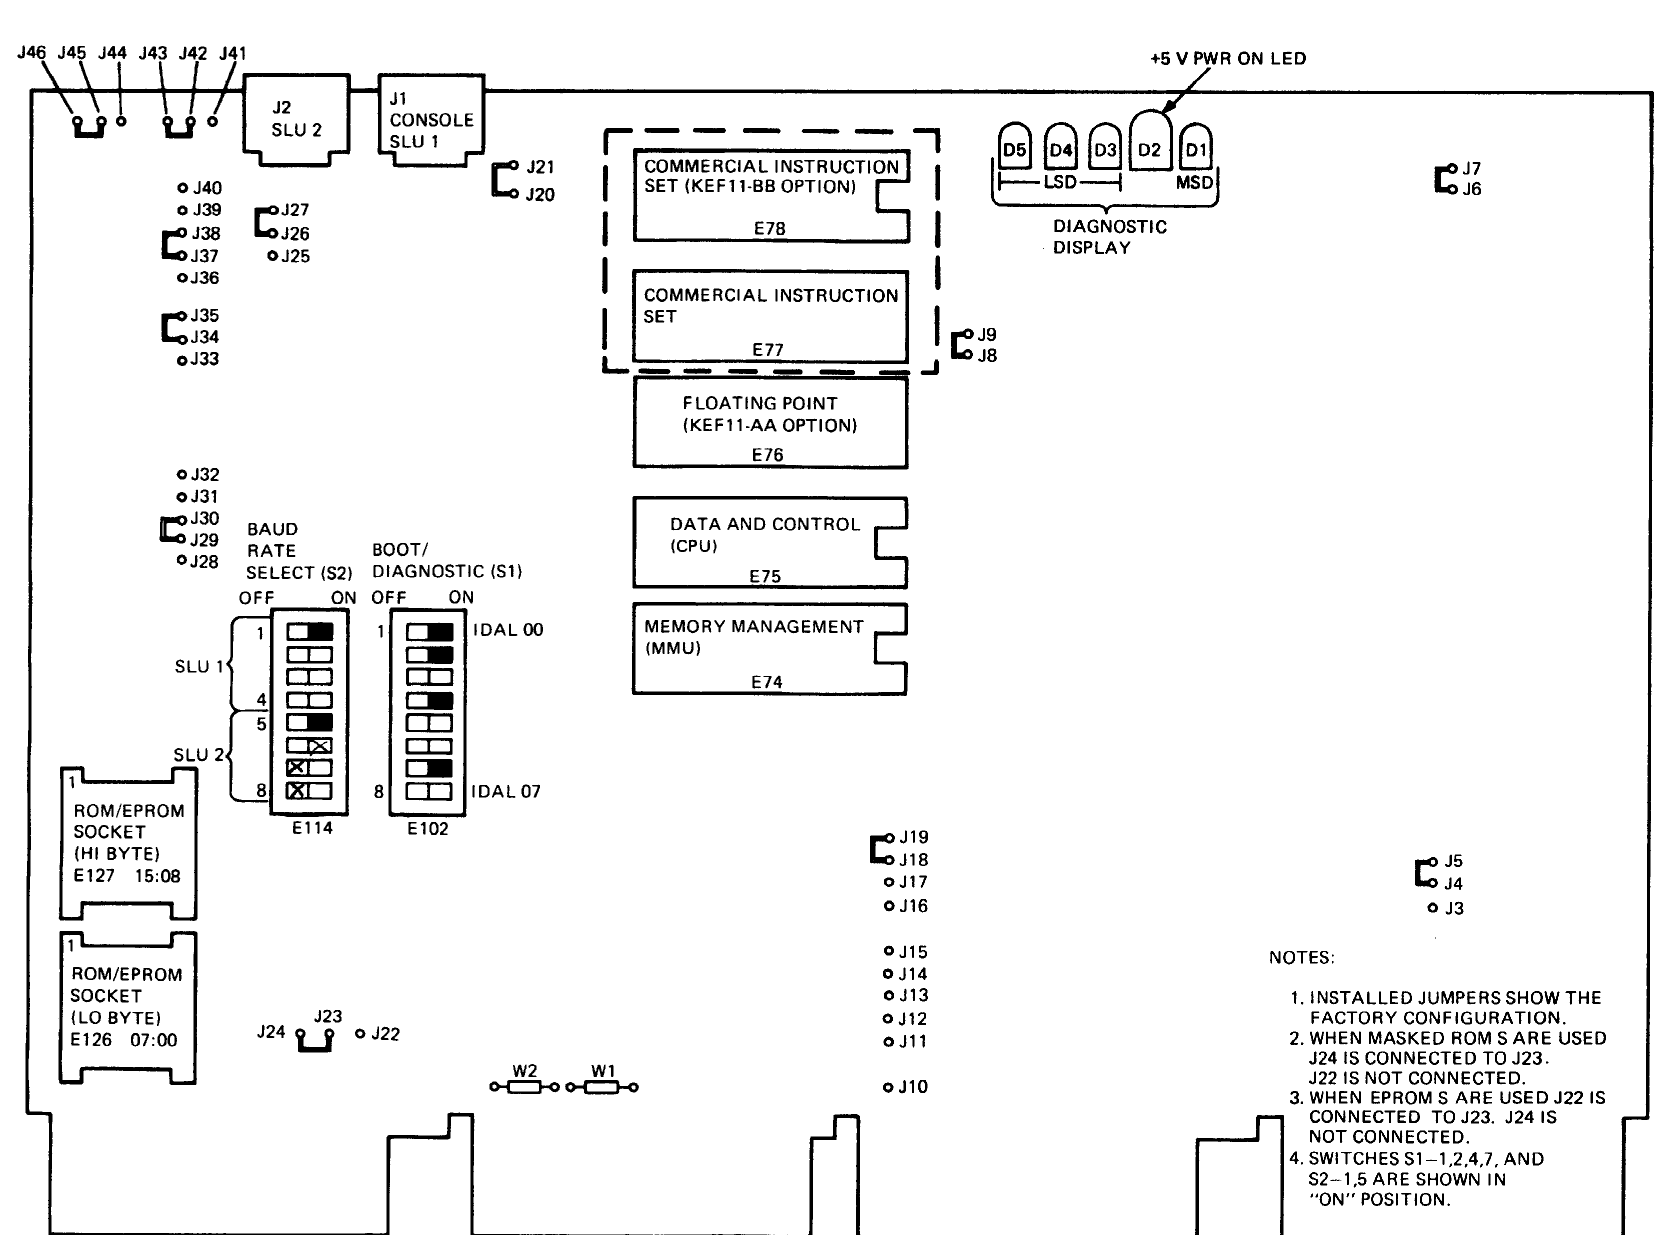 J46 J45 J44 J43 J42 J41
+5 V PWR ON LED
J2
SLU 2
J1
CONSOLE
SLU 1
J21
J20
COMMERCIAL INSTRUCTION
SET (KEF11-BB OPTION)
E78
D5 D4 D3 D2 D1
LSD
MSD
DIAGNOSTIC
DISPLAY
J7
J6
J40
J39
J38
J37
J36
J27
J26
J25
J35
J34
J33
COMMERCIAL INSTRUCTION
SET
E77
J9
J8
FLOATING POINT
(KEF11-AA OPTION)
E76
J32
J31
J30
J29
J28
DATA AND CONTROL
(CPU)
E75
MEMORY MANAGEMENT
(MMU)
E74
BAUD
RATE
SELECT (S2)
OFF ON
BOOT/
DIAGNOSTIC (S1)
OFF ON
SLU 1
1
4
SLU 2
5
8
E114
1
IDAL 00
8
IDAL 07
E102
1
ROM/EPROM
SOCKET
(HI BYTE)
E127 15:08
1
ROM/EPROM
SOCKET
(LO BYTE)
E126 07:00
J19
J18
J17
J16
J15
J14
J13
J12
J11
J10
J5
J4
J3
J24 J23 J22
W2 W1
NOTES:
1. INSTALLED JUMPERS SHOW THE
FACTORY CONFIGURATION.
2. WHEN MASKED ROM S ARE USED
J24 IS CONNECTED TO J23.
J22 IS NOT CONNECTED.
3. WHEN EPROM S ARE USED J22 IS
CONNECTED TO J23. J24 IS
NOT CONNECTED.
4. SWITCHES S1–1,2,4,7, AND
S2–1,5 ARE SHOWN IN
"ON" POSITION.